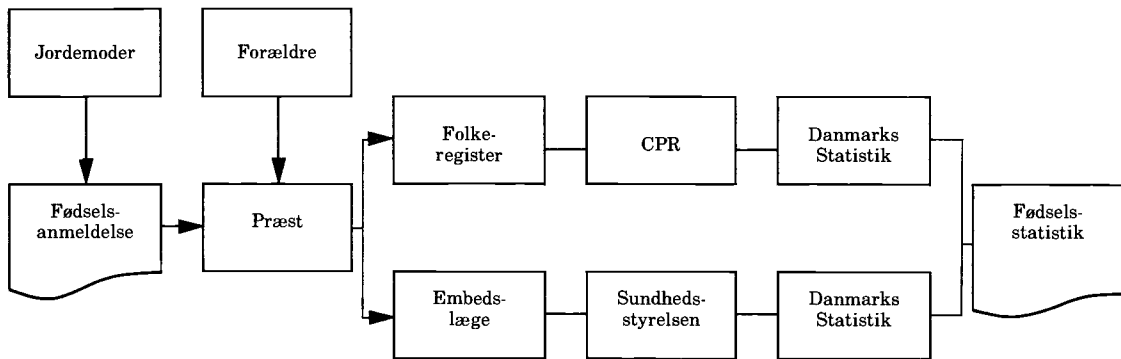 Jordemoder
Forældre
Folke-
register
CPR
Danmarks
Statistik
Fødsels-
anmeldelse
Præst
Fødsels-
statistik
Embeds-
læge
Sundheds-
styrelsen
Danmarks
Statistik